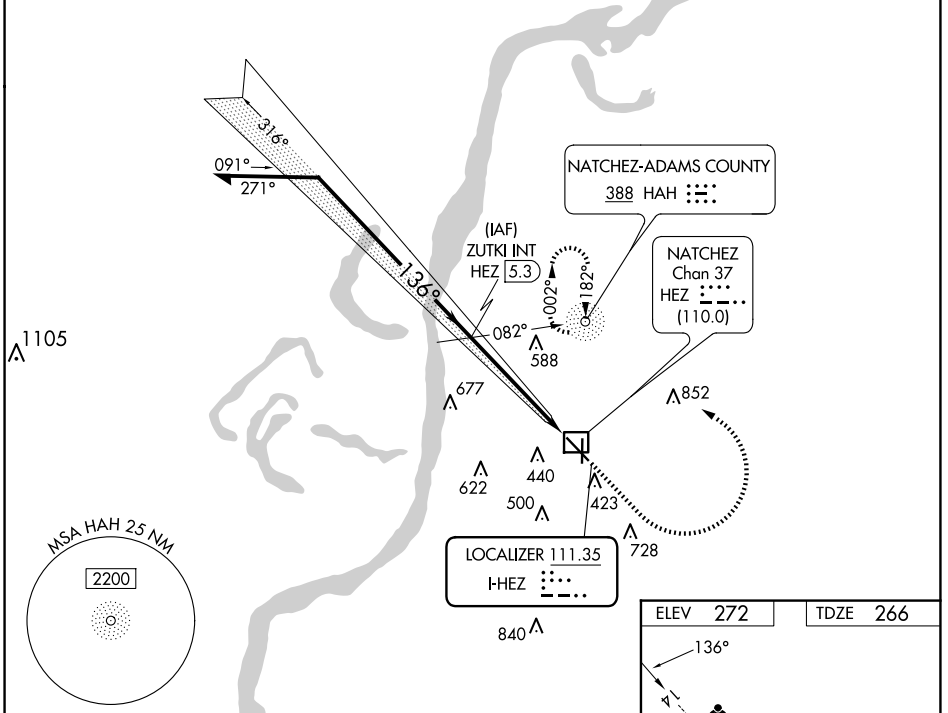 316°
091°
271°
136°
(IAF)
ZUTKI INT
HEZ 5.3
NATCHEZ-ADAMS COUNTY
388 HAH
NATCHEZ
Chan 37
HEZ
(110.0)
002°
182°
082°
588
1105
677
852
622
440
500
423
728
LOCALIZER 111.35
I-HEZ
840
MSA HAH 25 NM
2200
ELEV 272
TDZE 266
136°
14